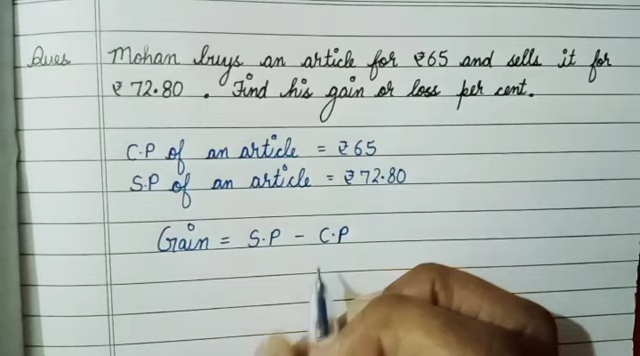 Ques Mohan buys an article for ₹65 and sells it for
₹72.80. Find his gain or loss per cent.
C.P of an article = ₹65
S.P of an article = ₹72.80
Gain = S.P - C.P